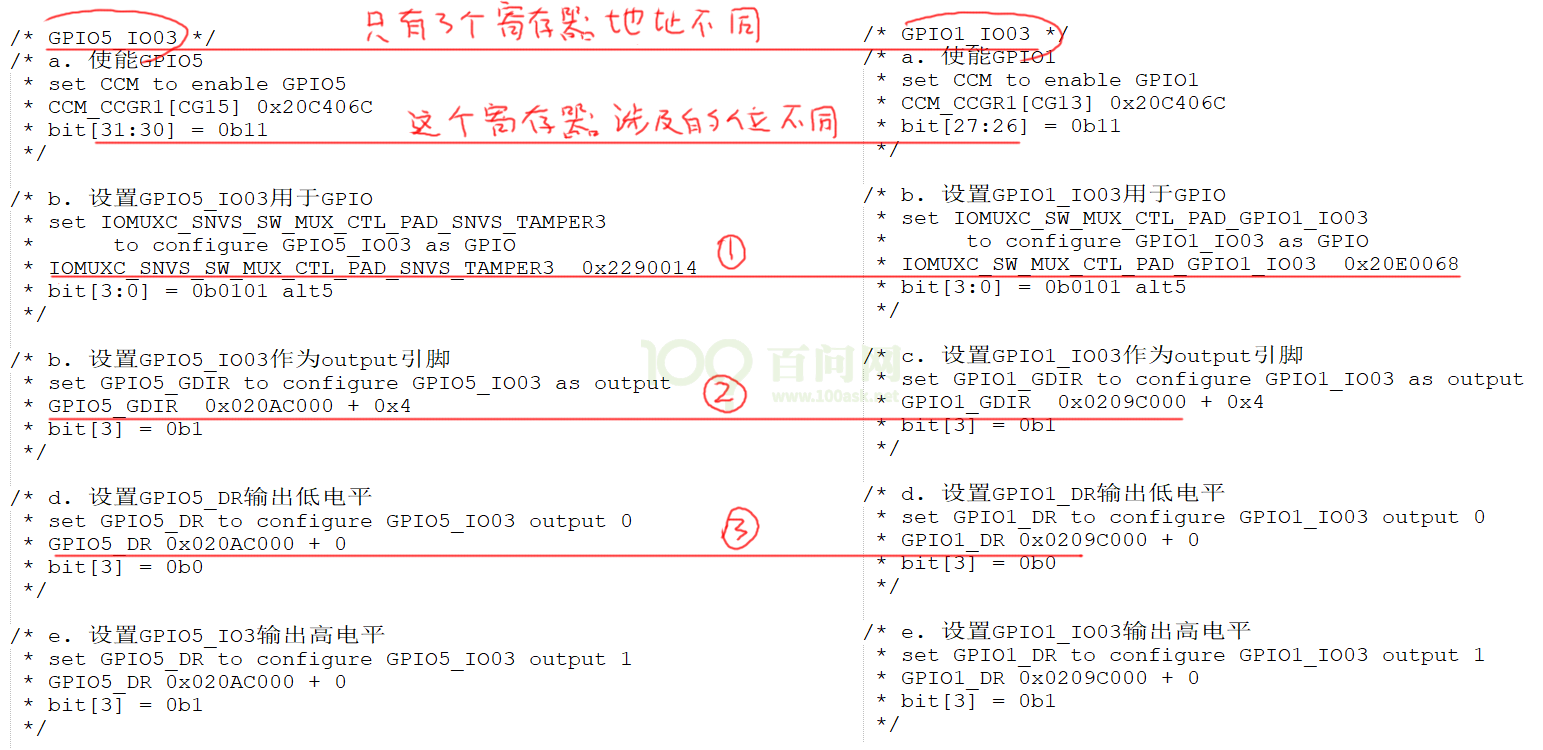 只有3个寄存器地址不同
/* GPIO5_IO03 */
/* a. 使能GPIO5
* set CCM to enable GPIO5
* CCM_CCGR1[CG15] 0x20C406C
* bit[31:30] = 0b11
*/
这个寄存器涉及的位不同
/* b. 设置GPIO5_IO03用于GPIO
* set IOMUXC_SNVS_SW_MUX_CTL_PAD_SNVS_TAMPER3
* to configure GPIO5_IO03 as GPIO
* IOMUXC_SNVS_SW_MUX_CTL_PAD_SNVS_TAMPER3 0x2290014
* bit[3:0] = 0b0101 alt5
*/
①
/* b. 设置GPIO5_IO03作为output引脚
* set GPIO5_GDIR to configure GPIO5_IO03 as output
* GPIO5_GDIR 0x020AC000 + 0x4
* bit[3] = 0b1
*/
②
/* d. 设置GPIO5_DR输出低电平
* set GPIO5_DR to configure GPIO5_IO03 output 0
* GPIO5_DR 0x020AC000 + 0
* bit[3] = 0b0
*/
③
/* e. 设置GPIO5_IO3输出高电平
* set GPIO5_DR to configure GPIO5_IO03 output 1
* GPIO5_DR 0x020AC000 + 0
* bit[3] = 0b1
*/
/* GPIO1_IO03 */
/* a. 使能GPIO1
* set CCM to enable GPIO1
* CCM_CCGR1[CG13] 0x20C406C
* bit[27:26] = 0b11
*/
/* b. 设置GPIO1_IO03用于GPIO
* set IOMUXC_SW_MUX_CTL_PAD_GPIO1_IO03
* to configure GPIO1_IO03 as GPIO
* IOMUXC_SW_MUX_CTL_PAD_GPIO1_IO03 0x20E0068
* bit[3:0] = 0b0101 alt5
*/
/* c. 设置GPIO1_IO03作为output引脚
* set GPIO1_GDIR to configure GPIO1_IO03 as output
* GPIO1_GDIR 0x0209C000 + 0x4
* bit[3] = 0b1
*/
/* d. 设置GPIO1_DR输出低电平
* set GPIO1_DR to configure GPIO1_IO03 output 0
* GPIO1_DR 0x0209C000 + 0
* bit[3] = 0b0
*/
/* e. 设置GPIO1_IO03输出高电平
* set GPIO1_DR to configure GPIO1_IO03 output 1
* GPIO1_DR 0x0209C000 + 0
* bit[3] = 0b1
*/
100 百问网
www.100ask.net